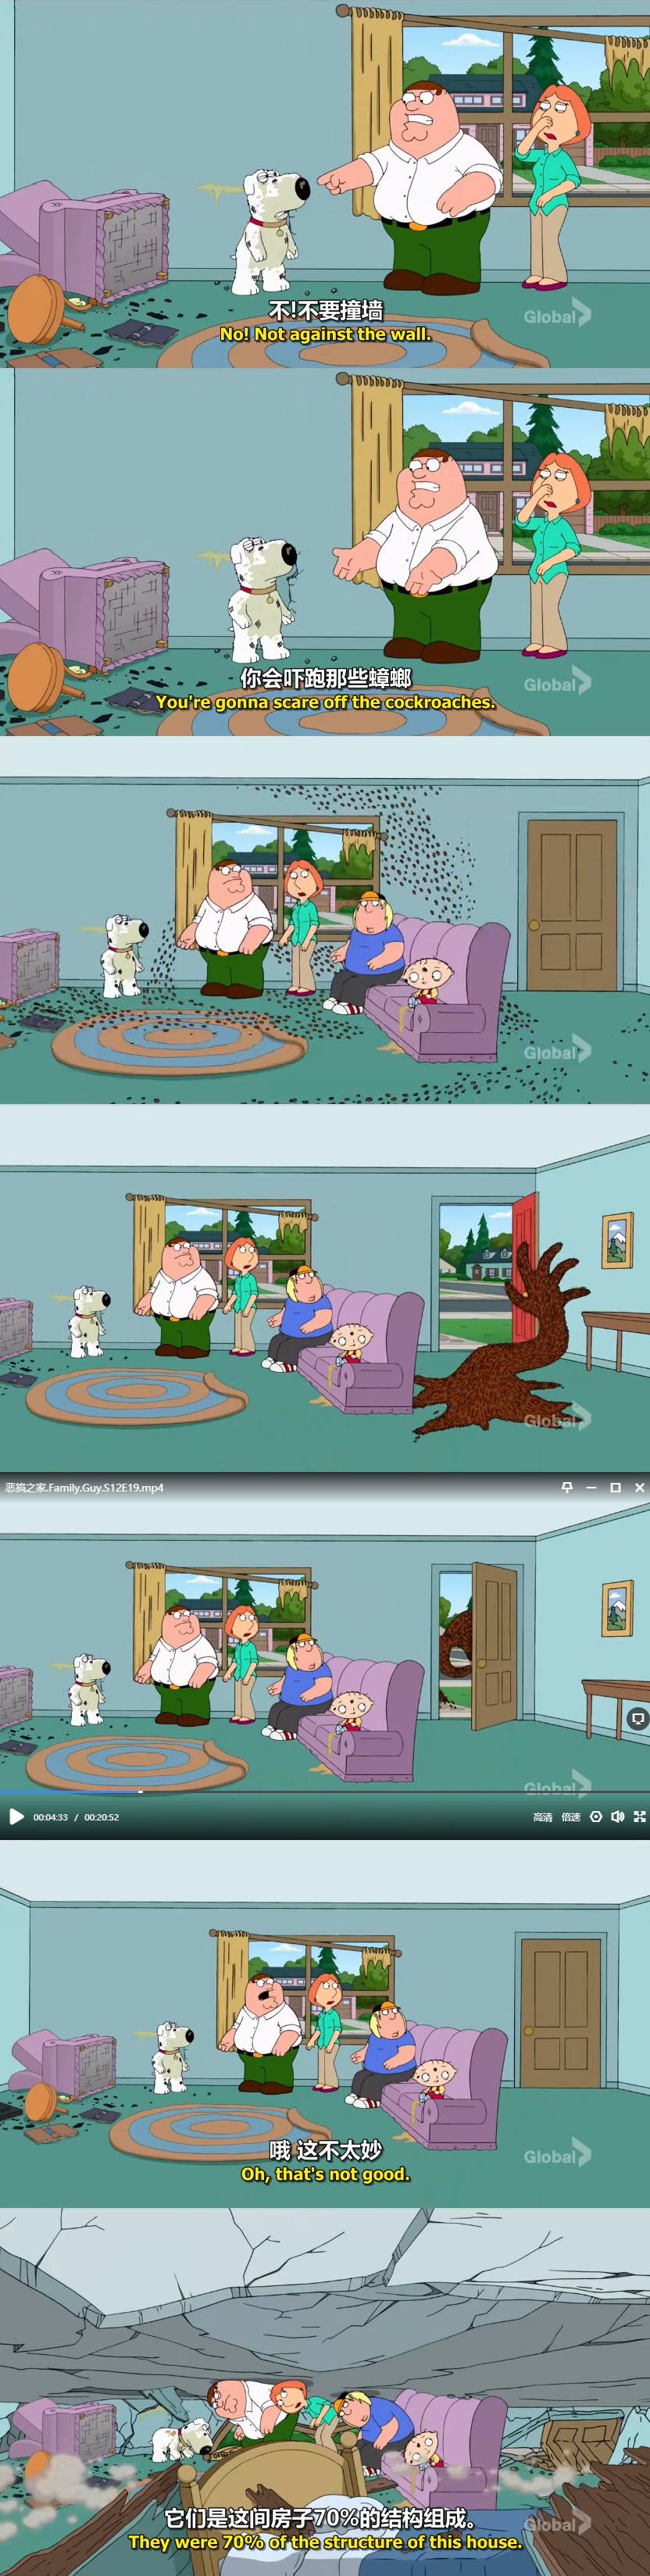 不!不要撞墙
No! Not against the wall.
Global
你会吓跑那些蟑螂
You're gonna scare off the cockroaches.
Global
Global
Global
恶搞之家.Family.Guy.S12E19.mp4
Global
00:04:33 / 00:20:52
高清 倍速
哦 这不太妙
Oh, that's not good.
Global
它们是这间房子70%的结构组成。
They were 70% of the structure of this house.
Global